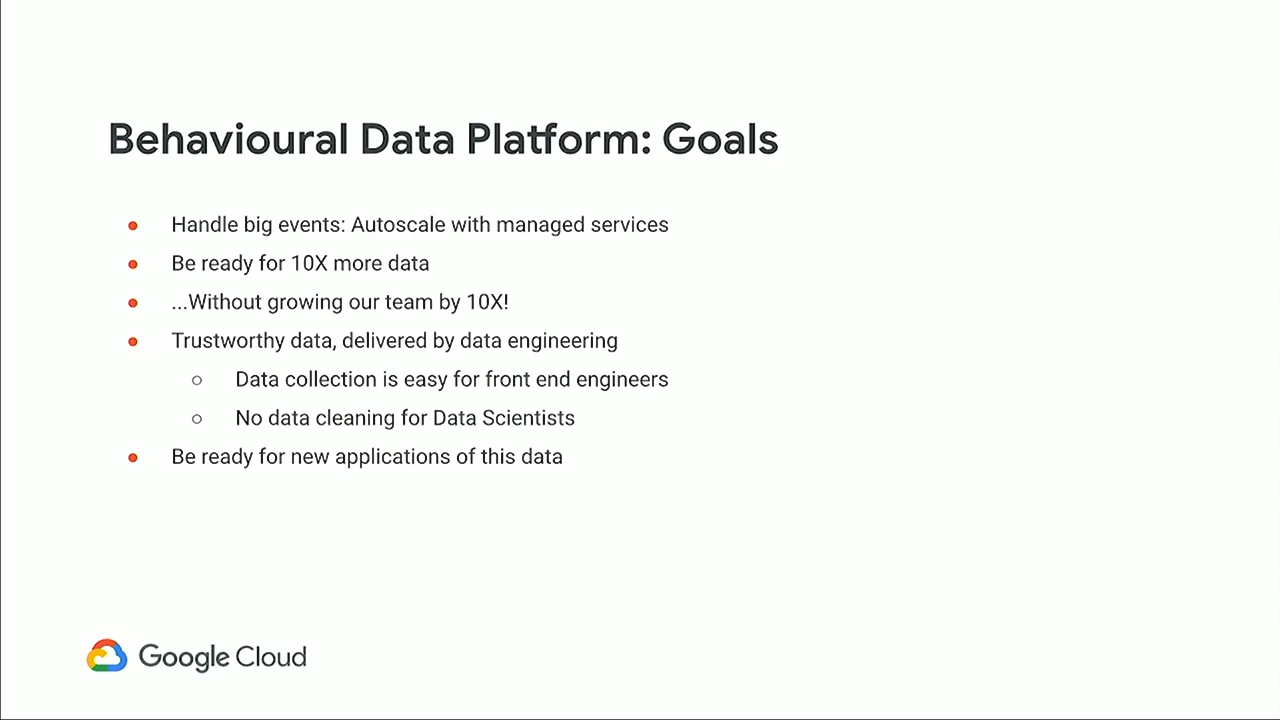 Behavioural Data Platform: Goals
Handle big events: Autoscale with managed services
Be ready for 10X more data
...Without growing our team by 10X!
Trustworthy data, delivered by data engineering
Data collection is easy for front end engineers
No data cleaning for Data Scientists
Be ready for new applications of this data
Google Cloud